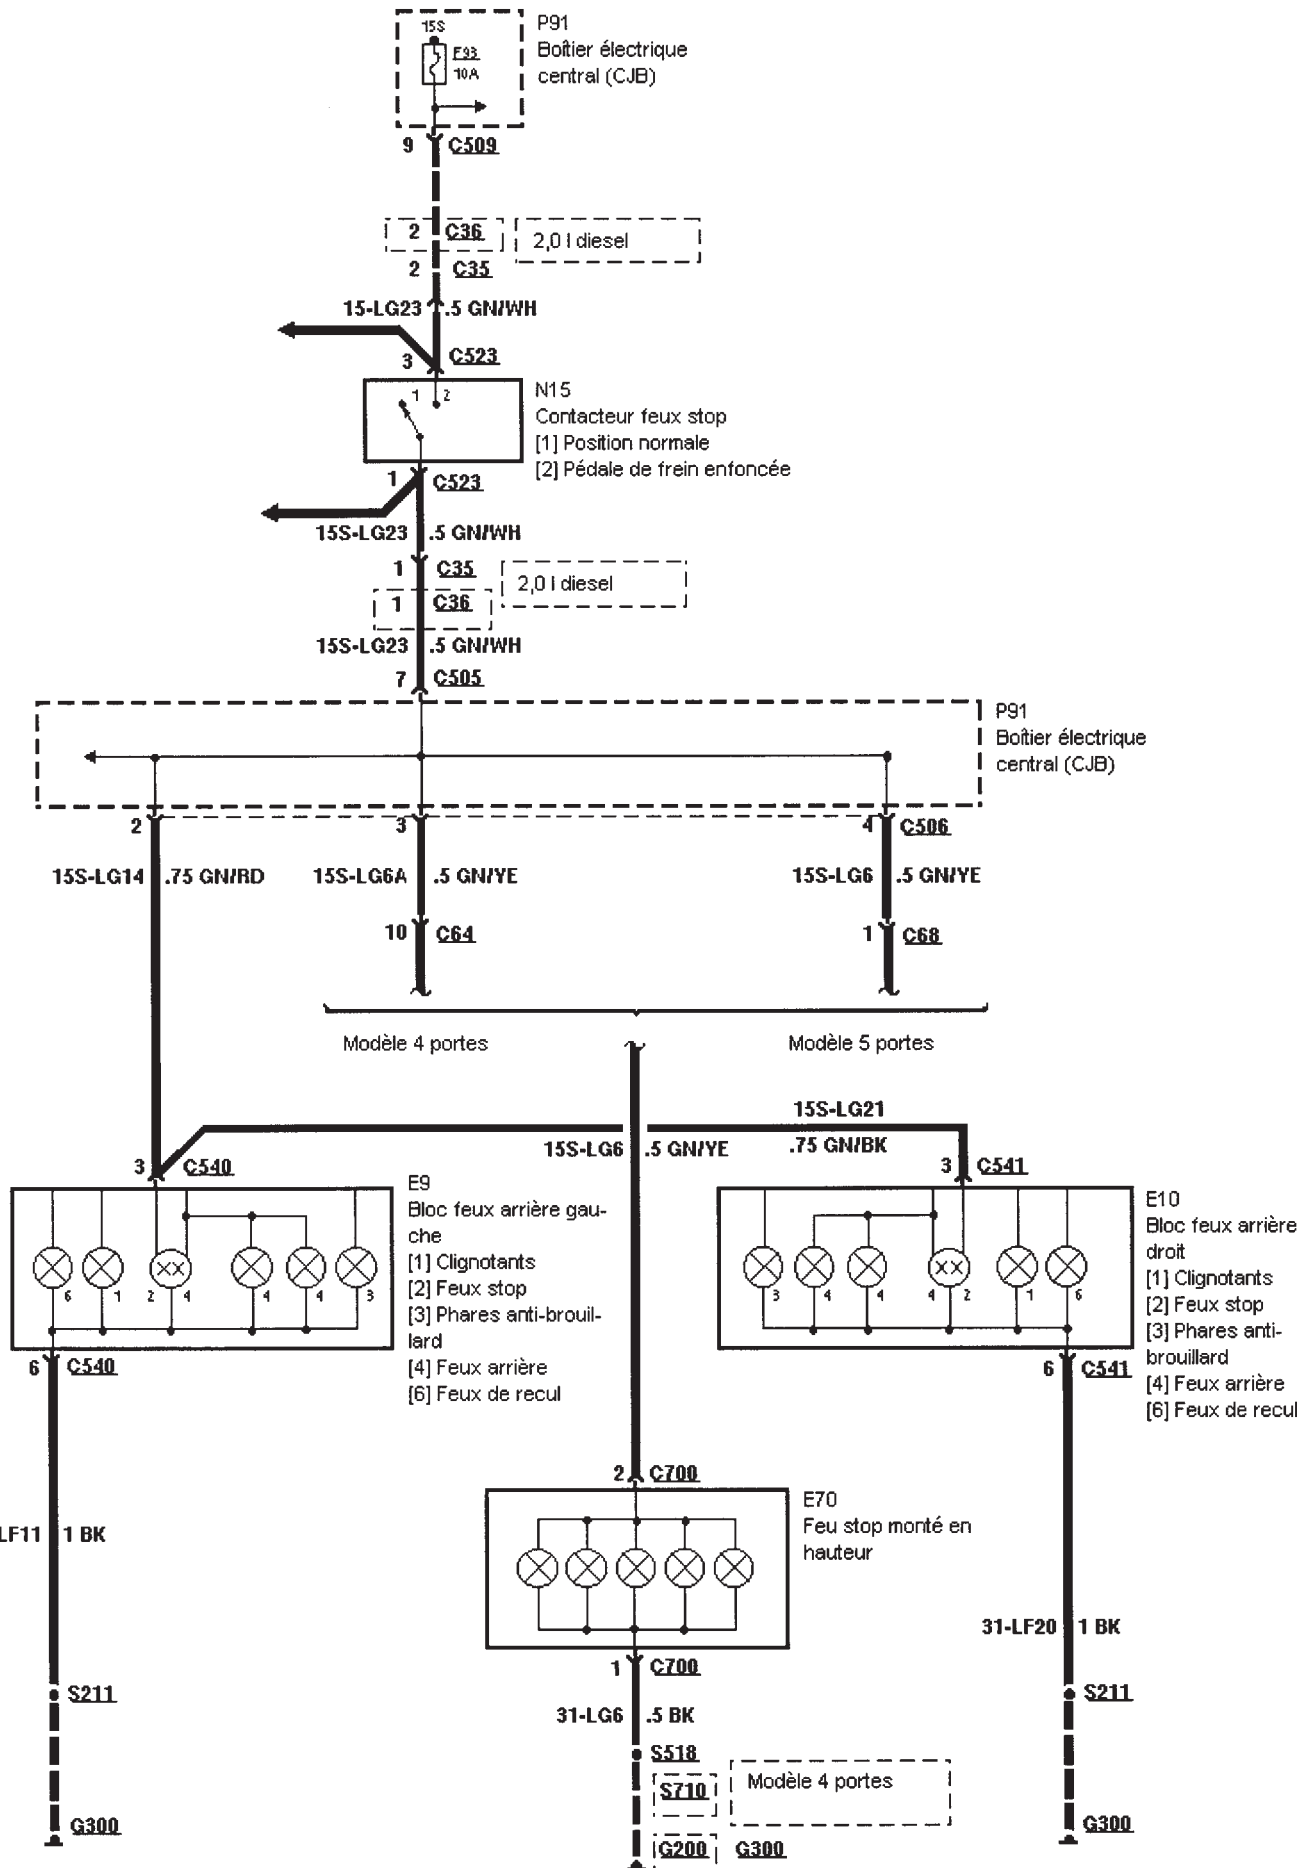 15S
P91
Boîtier électrique
central (CJB)
F93
10A
9 C509
2 C36
2,0 l diesel
2 C35
15-LG23 .5 GN/WH
3 C523
1 2
N15
Contacteur feux stop
[1] Position normale
[2] Pédale de frein enfoncée
1 C523
15S-LG23 .5 GN/WH
1 C35
2,0 l diesel
1 C36
15S-LG23 .5 GN/WH
7 C505
P91
Boîtier électrique
central (CJB)
2 3 4 C506
15S-LG14 .75 GN/RD 15S-LG6A .5 GN/YE 15S-LG6 .5 GN/YE
10 C64 1 C68
Modèle 4 portes Modèle 5 portes
15S-LG21
15S-LG6 .5 GN/YE .75 GN/BK
3 C540 3 C541
E9
Bloc feux arrière gau-
che
[1] Clignotants
[2] Feux stop
[3] Phares anti-brouil-
lard
[4] Feux arrière
[6] Feux de recul
6 1 2 4 4 4 3
E10
Bloc feux arrière
droit
[1] Clignotants
[2] Feux stop
[3] Phares anti-
brouillard
[4] Feux arrière
[6] Feux de recul
3 4 4 4 2 1 6
6 C540 6 C541
2 C700
E70
Feu stop monté en
hauteur
LF11 1 BK
31-LF20 1 BK
1 C700
S211 S211
31-LG6 .5 BK
S518
S710
Modèle 4 portes
G300 G300
G200 G300